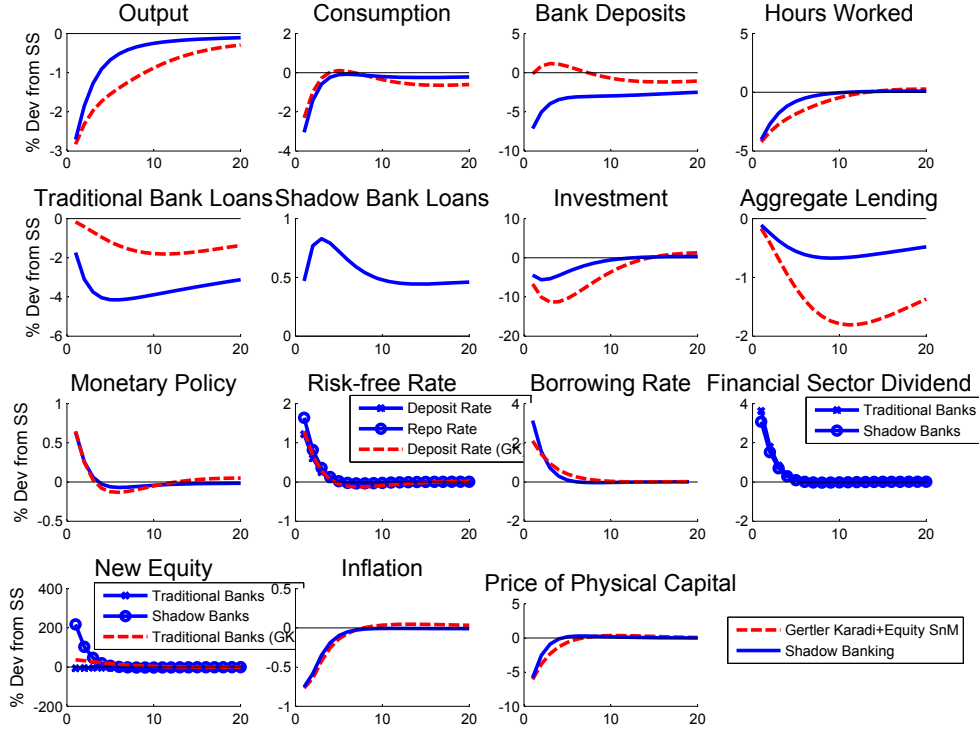 Output
Consumption
Bank Deposits
Hours Worked
% Dev from SS
0
-1
-2
-3
0 10 20
2
0
-2
-4
0 10 20
5
0
-5
-10
0 10 20
5
0
-5
0 10 20
Traditional Bank Loans
Shadow Bank Loans
Investment
Aggregate Lending
% Dev from SS
0
-2
-4
-6
0 10 20
1
0.5
0
0 10 20
10
0
-10
-20
0 10 20
0
-1
-2
0 10 20
Monetary Policy
Risk-free Rate
Borrowing Rate
Financial Sector Dividend
% Dev from SS
1
0.5
0
-0.5
0 10 20
2
1
0
-1
0 10 20
Deposit Rate
Repo Rate
Deposit Rate (GK
4
2
0
-2
0 10 20
4
2
0
-2
0 10 20
Traditional Banks
Shadow Banks
New Equity
Inflation
Price of Physical Capital
% Dev from SS
400
200
0
-200
0 10 20
Traditional Banks
Shadow Banks
Traditional Banks (GK
0.5
0
-0.5
-1
0 10 20
5
0
-5
-10
0 10 20
Gertler Karadi+Equity SnM
Shadow Banking